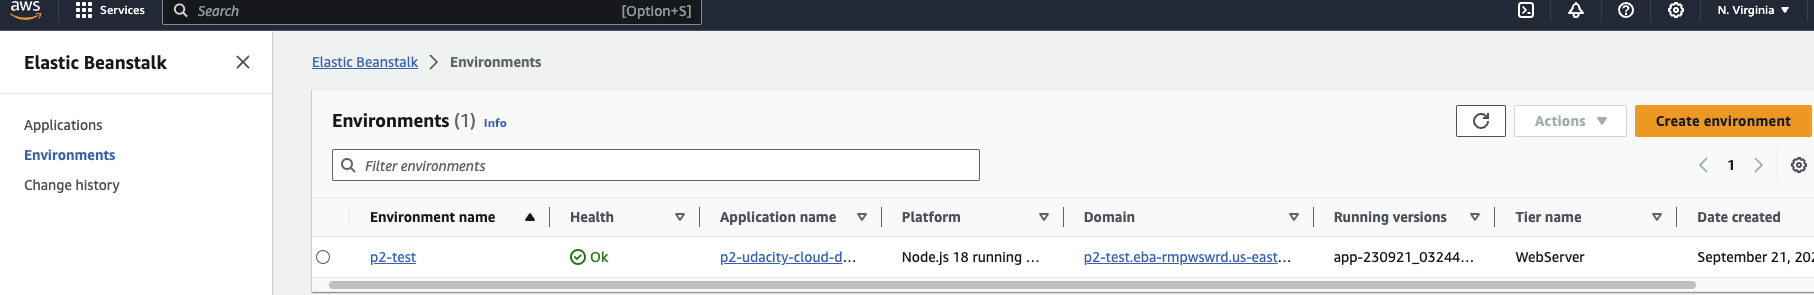 aws
Services
Search
[Option+S]
N. Virginia
Elastic Beanstalk
Applications
Environments
Change history
Elastic Beanstalk > Environments
Environments (1) Info
Actions
Create environment
Filter environments
1
Environment name Health Application name Platform Domain Running versions Tier name Date created
p2-test Ok p2-udacity-cloud-d... Node.js 18 running ... p2-test.eba-rmpwswrd.us-east... app-230921_03244... WebServer September 21, 202